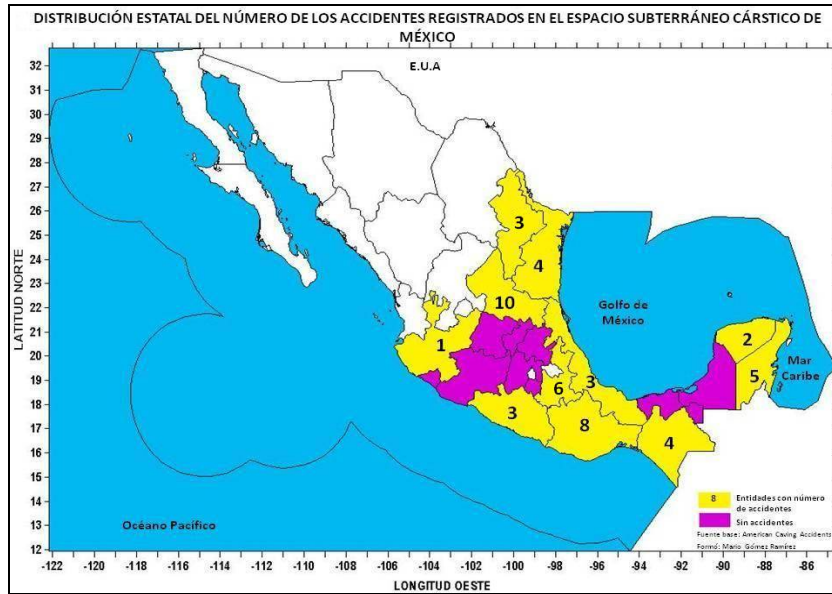 DISTRIBUCIÓN ESTATAL DEL NÚMERO DE LOS ACCIDENTES REGISTRADOS EN EL ESPACIO SUBTERRÁNEO CÁRSTICO DE
MÉXICO
E.U.A
32
31
30
29
28
27
26
25
24
23
22
21
20
19
18
17
16
15
14
13
12
LATITUD NORTE
3
4
10
Golfo de
México
1
2
Mar
Caribe
5
6
3
3
8
4
Océano Pacífico
8 Entidades con número
de accidentes
Sin accidentes
Fuente base: American Caving Accidents
Formó: Mario Gómez Ramírez
-122 -120 -118 -116 -114 -112 -110 -108 -106 -104 -102 -100 -98 -96 -94 -92 -90 -88 -86
LONGITUD OESTE